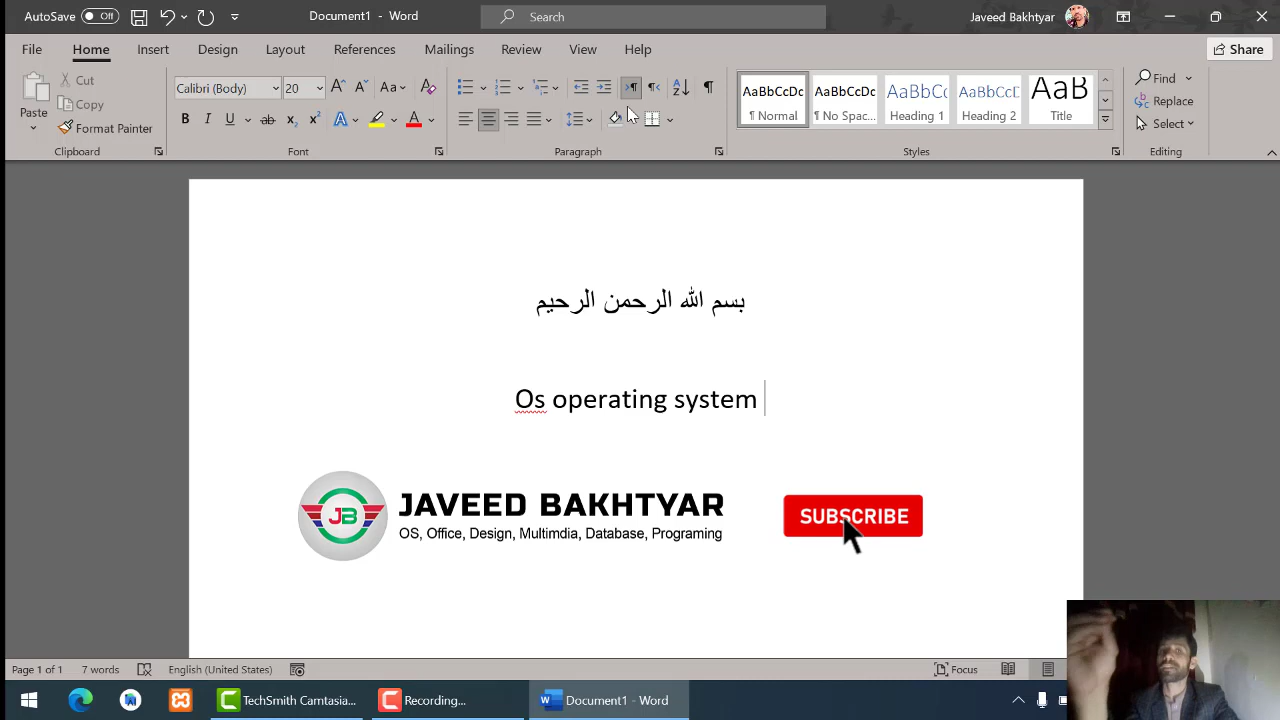 AutoSave Off Document1 - Word Search Javeed Bakhtyar
File Home Insert Design Layout References Mailings Review View Help Share
Paste Cut Copy Format Painter
Calibri (Body) 20
AaBbCcDc AaBbCcDc AaBbCc AaBbCcD AaB
¶ Normal ¶ No Spac... Heading 1 Heading 2 Title
Find Replace Select
Clipboard Font Paragraph Styles Editing
بسم الله الرحمن الرحيم
Os operating system
JB JAVEED BAKHTYAR
OS, Office, Design, Multimdia, Database, Programing
SUBSCRIBE
Page 1 of 1 7 words English (United States) Focus
TechSmith Camtasia... Recording... Document1 - Word